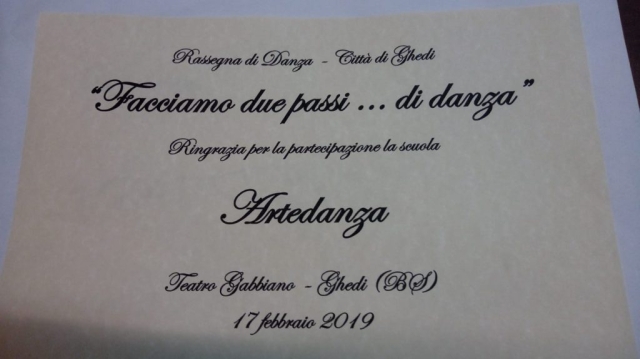 Rassegna di Danza - Città di Ghedi
“Facciamo due passi ... di danza”
Ringrazia per la partecipazione la scuola
Artedanza
Teatro Gabbiano - Ghedi (BS)
17 febbraio 2019